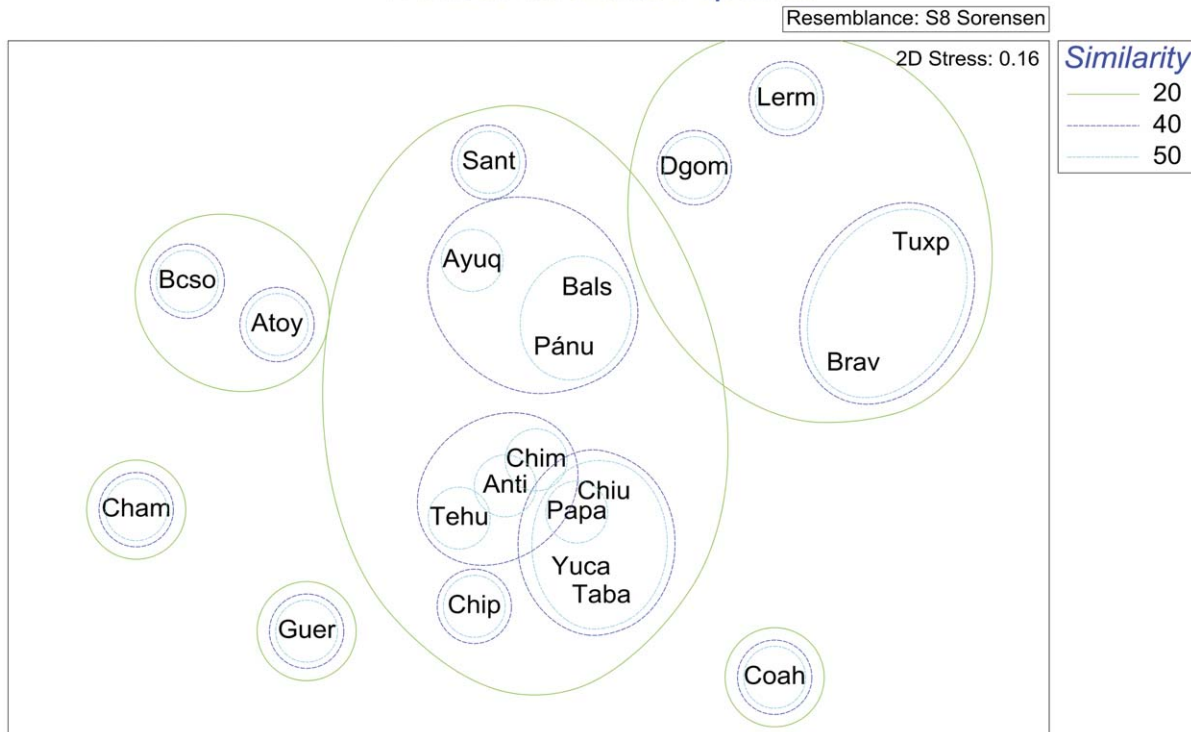 Resemblance: S8 Sorensen
2D Stress: 0.16
Similarity
20
40
50
Lerm
Sant
Dgom
Tuxp
Ayuq
Bcso
Bals
Atoy
Pánu
Brav
Chim
Anti
Chiu
Cham
Tehu
Papa
Yuca
Taba
Chip
Guer
Coah